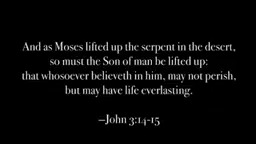 And as Moses lifted up the serpent in the desert,
so must the Son of man be lifted up:
that whosoever believeth in him, may not perish,
but may have life everlasting.
–John 3:14-15